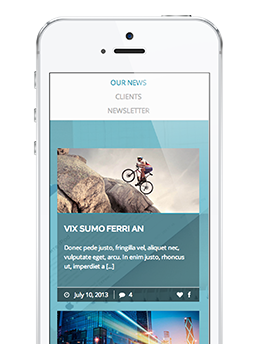 OUR NEWS
CLIENTS
NEWSLETTER
VIX SUMO FERRI AN
Donec pede justo, fringilla vel, aliquet nec,
vulputate eget, arcu. In enim justo, rhoncus
ut, imperdiet a [...]
July 10, 2013 | 4